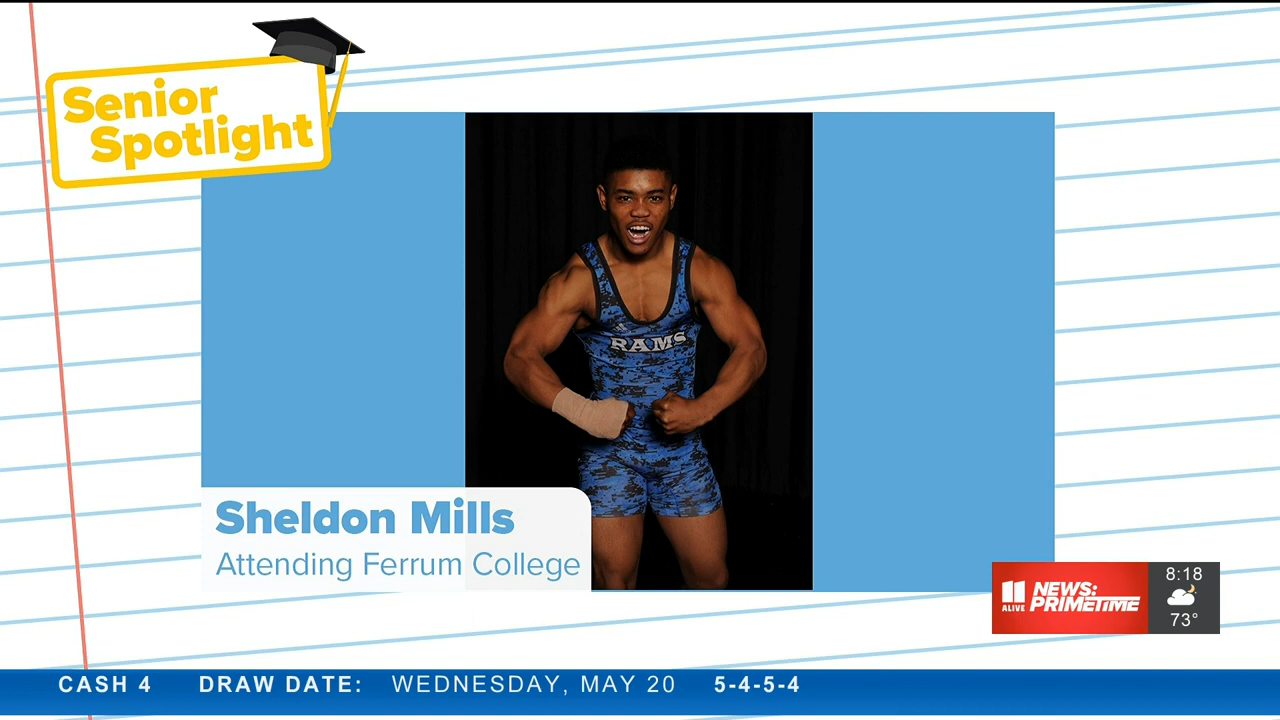 Senior
Spotlight
RAMS
Sheldon Mills
Attending Ferrum College
11 ALIVE NEWS: PRIMETIME
8:18
73°
CASH 4 DRAW DATE: WEDNESDAY, MAY 20 5-4-5-4